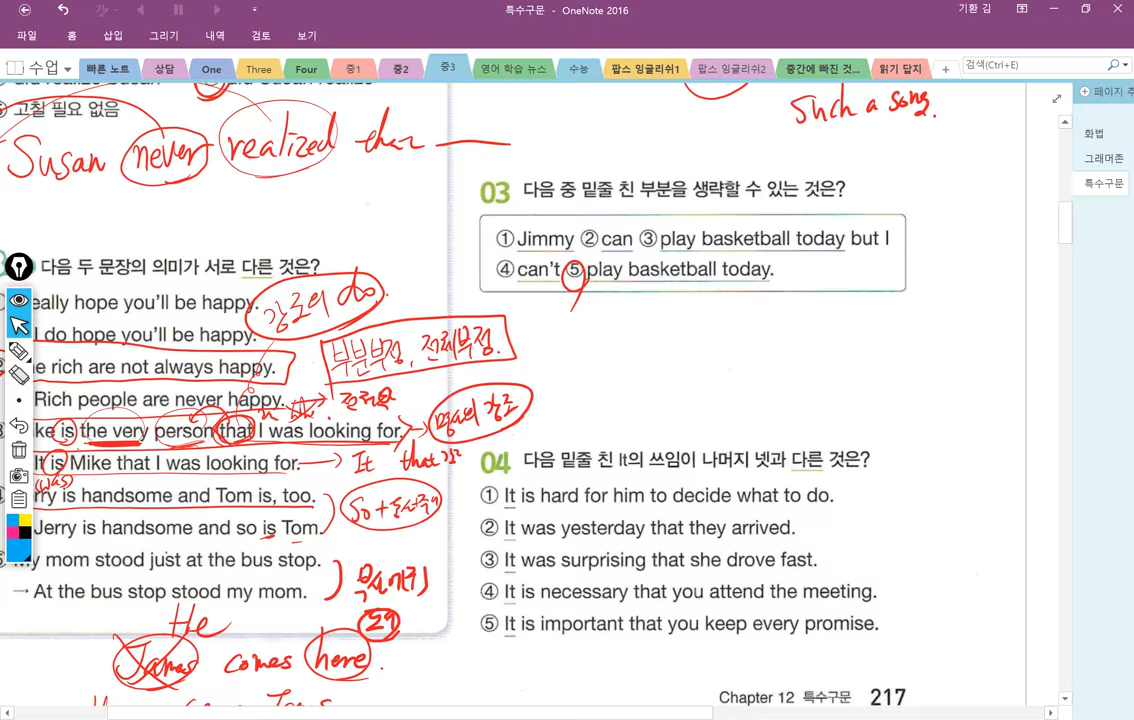 특수구문 - OneNote 2016
기환 김
파일 홈 삽입 그리기 내역 검토 보기
수업 빠른 노트 상담 One Three Four 중1 중2 중3 영어 학습 뉴스 수능 팝스 잉글리쉬1 팝스 잉글리쉬2 중간에 빠진 것... 읽기 답지 + 검색(Ctrl+E)
페이지 추
화법
그래머존
특수구문
고칠 필요 없음
Susan never realized that
다음 두 문장의 의미가 서로 다른 것은?
eally hope you’ll be happy.
강조의 do.
I do hope you’ll be happy.
e rich are not always happy.
부분부정, 전체부정.
Rich people are never happy.
ke is the very person that I was looking for.
명사의 강조
It is Mike that I was looking for.
It that 강조
(was)
rry is handsome and Tom is, too.
Jerry is handsome and so is Tom.
So+동사+주어
y mom stood just at the bus stop.
→ At the bus stop stood my mom.
도치
He
James comes here.
Such a song.
03 다음 중 밑줄 친 부분을 생략할 수 있는 것은?
① Jimmy ② can ③ play basketball today but I
④ can’t ⑤ play basketball today.
04 다음 밑줄 친 It의 쓰임이 나머지 넷과 다른 것은?
① It is hard for him to decide what to do.
② It was yesterday that they arrived.
③ It was surprising that she drove fast.
④ It is necessary that you attend the meeting.
⑤ It is important that you keep every promise.
Chapter 12 특수구문 217